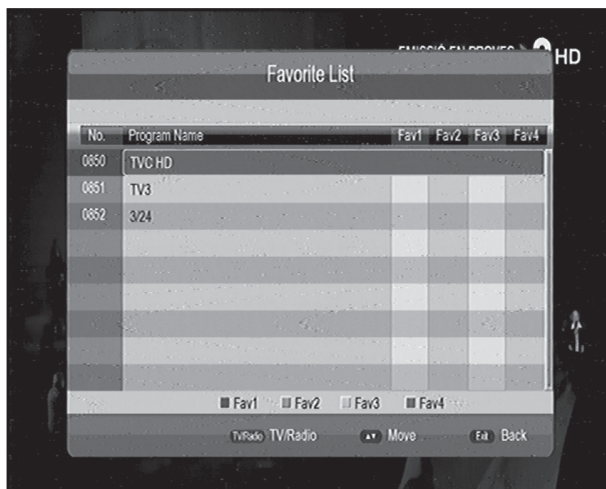 EMISSIÓ EN PROVES HD
Favorite List
No. Program Name Fav1 Fav2 Fav3 Fav4
0850 TVC HD
0851 TV3
0852 3/24
Fav1 Fav2 Fav3 Fav4
TV/Radio TV/Radio Move Exit Back